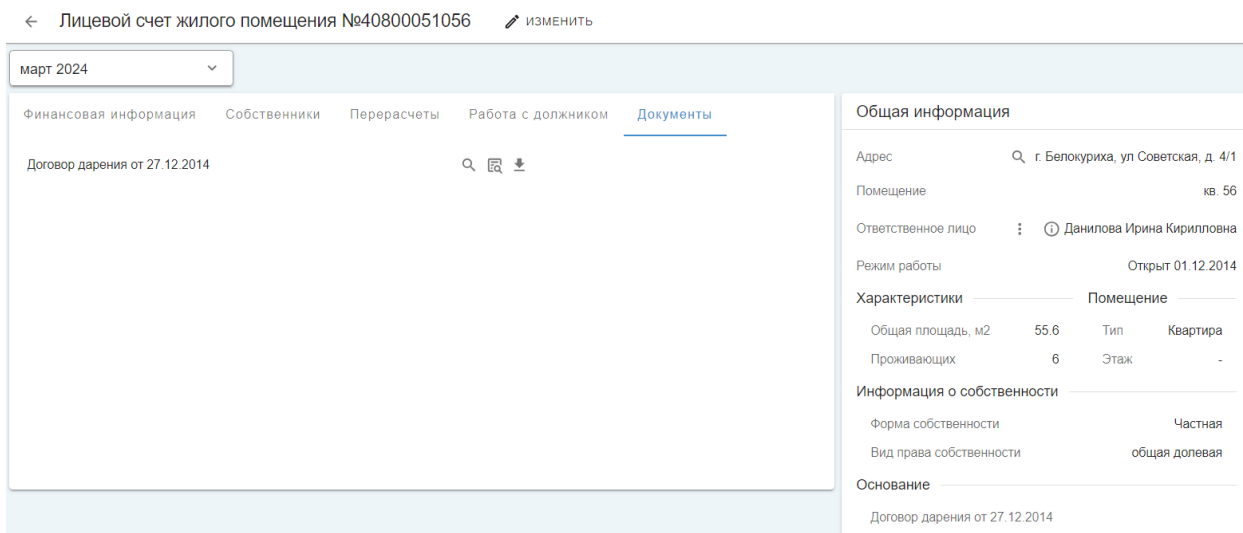 Лицевой счет жилого помещения №40800051056 ИЗМЕНИТЬ
март 2024
Финансовая информация Собственники Перерасчеты Работа с должником Документы
Договор дарения от 27.12.2014
Общая информация
Адрес г. Белокуриха, ул Советская, д. 4/1
Помещение кв. 56
Ответственное лицо Данилова Ирина Кирилловна
Режим работы Открыт 01.12.2014
Характеристики Помещение
Общая площадь, м2 55.6 Тип Квартира
Проживающих 6 Этаж -
Информация о собственности
Форма собственности Частная
Вид права собственности общая долевая
Основание
Договор дарения от 27.12.2014